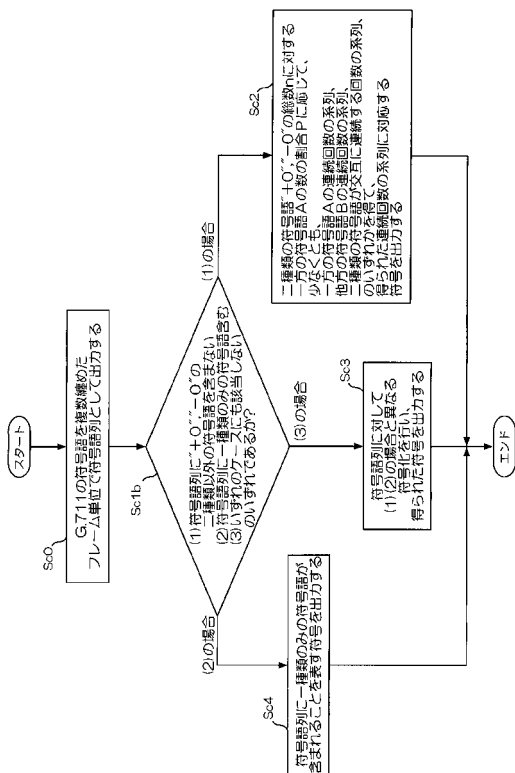 スタート
Sc0
G.711の符号語を複数纏めた
フレーム単位で符号語列として出力する
Sc1b
(1)符号語列に"+0","−0"の
二種類以外の符号語を含まない
(2)符号語列に一種類のみの符号語含む
(3)いずれのケースにも該当しない
のいずれであるか?
(1)の場合
Sc2
二種類の符号語"+0","−0"の総数nに対する
一方の符号語Aの数の割合Pに応じて、
少なくとも、
一方の符号語Aの連続回数の系列、
他方の符号語Bの連続回数の系列、
二種類の符号語が交互に連続する回数の系列、
のいずれかを得て、
得られた連続回数の系列に対応する
符号を出力する
(3)の場合
Sc3
符号語列に対して
(1)(2)の場合と異なる
符号化を行い、
得られた符号を出力する
(2)の場合
Sc4
符号語列に一種類のみの符号語が
含まれることを表す符号を出力する
エンド